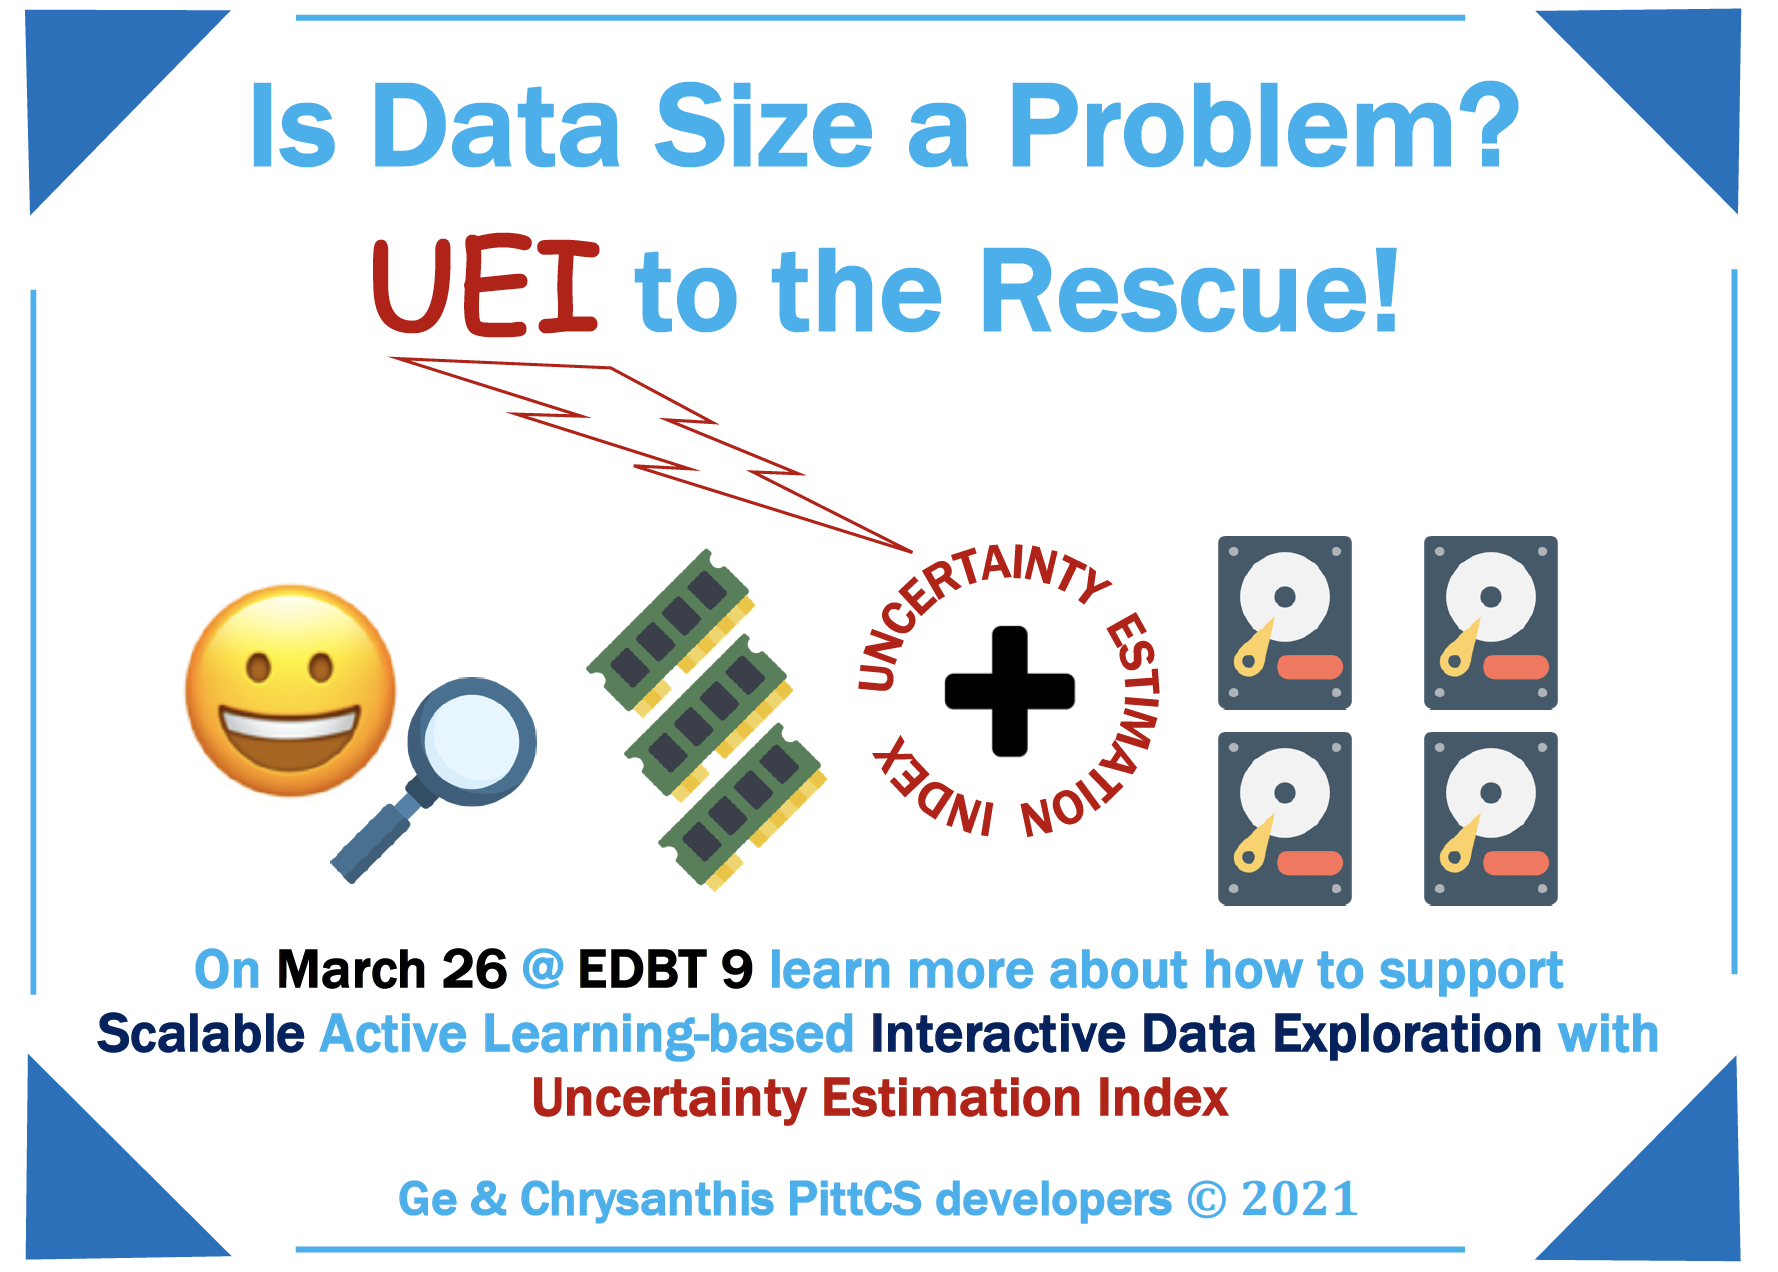 Is Data Size a Problem?
UEI to the Rescue!
UNCERTAINTY ESTIMATION INDEX
On March 26 @ EDBT 9 learn more about how to support
Scalable Active Learning-based Interactive Data Exploration with
Uncertainty Estimation Index
Ge & Chrysanthis PittCS developers © 2021